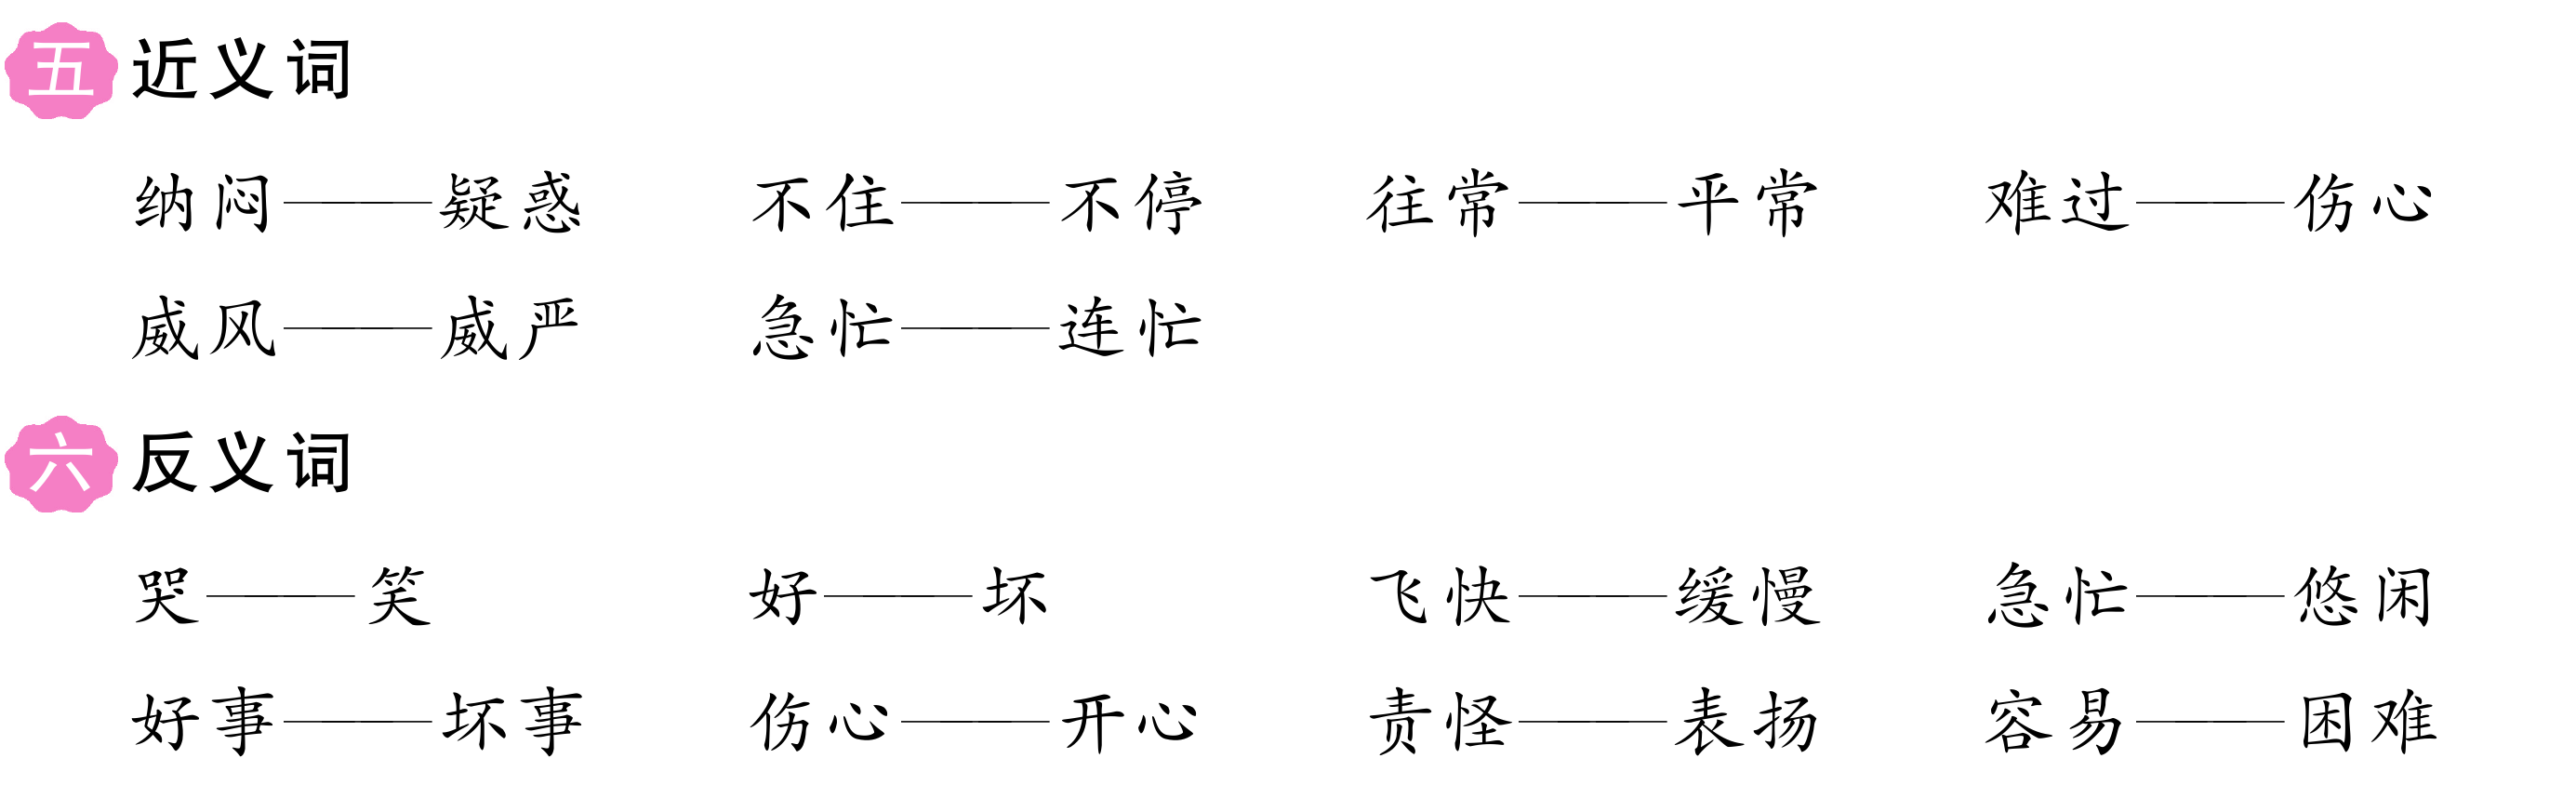 五 近义词
纳闷——疑惑 不住——不停 往常——平常 难过——伤心
威风——威严 急忙——连忙
六 反义词
哭——笑 好——坏 飞快——缓慢 急忙——悠闲
好事——坏事 伤心——开心 责怪——表扬 容易——困难